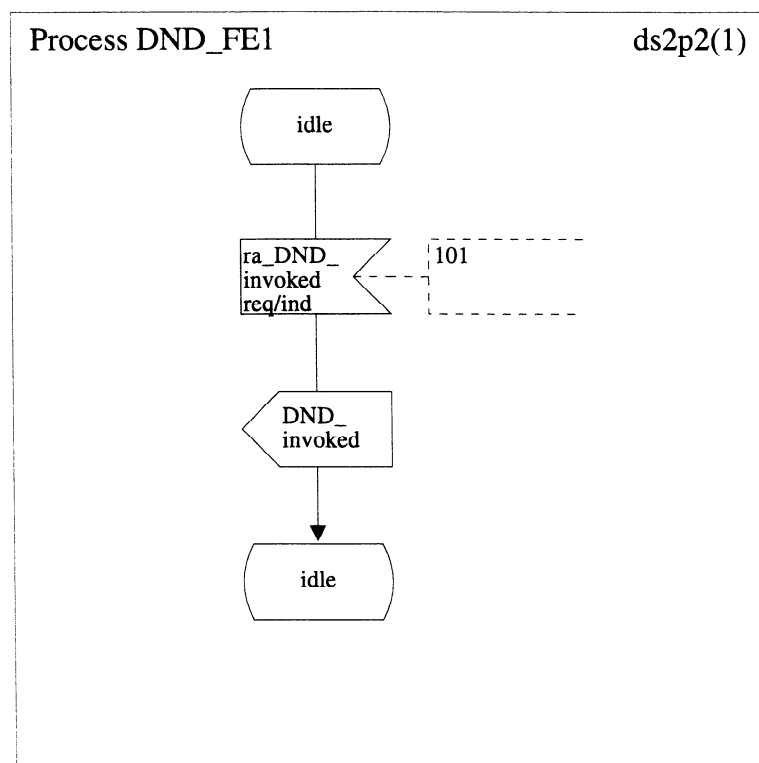 Process DND_FE1
ds2p2(1)
idle
ra_DND_
invoked
req/ind
101
DND_
invoked
idle